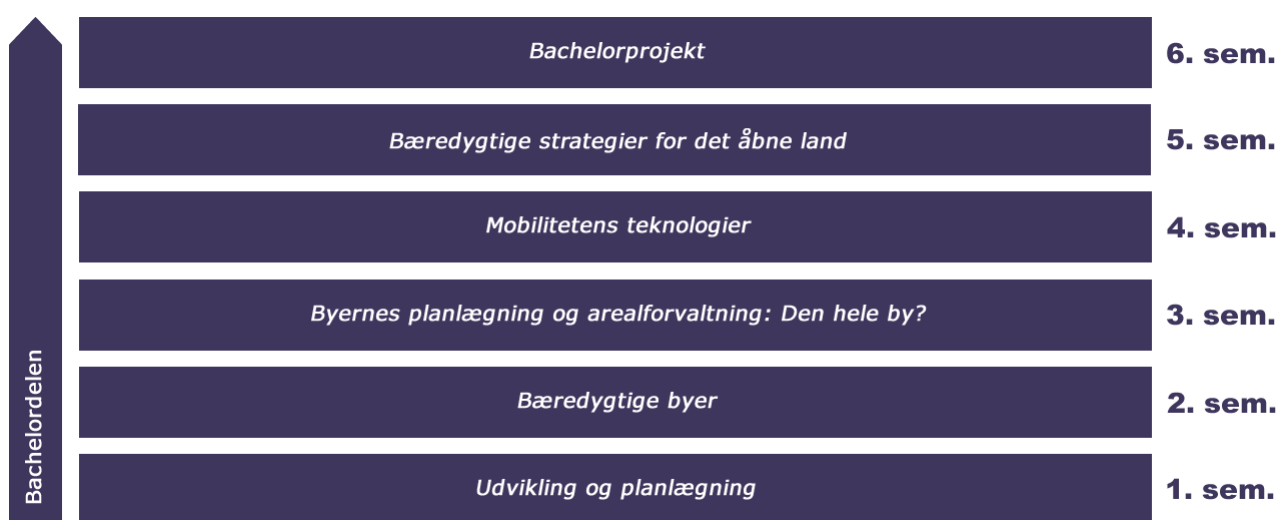 Bachelorprojekt 6. sem.
Bæredygtige strategier for det åbne land 5. sem.
Mobilitetens teknologier 4. sem.
Byernes planlægning og arealforvaltning: Den hele by? 3. sem.
Bæredygtige byer 2. sem.
Udvikling og planlægning 1. sem.
Bachelordelen